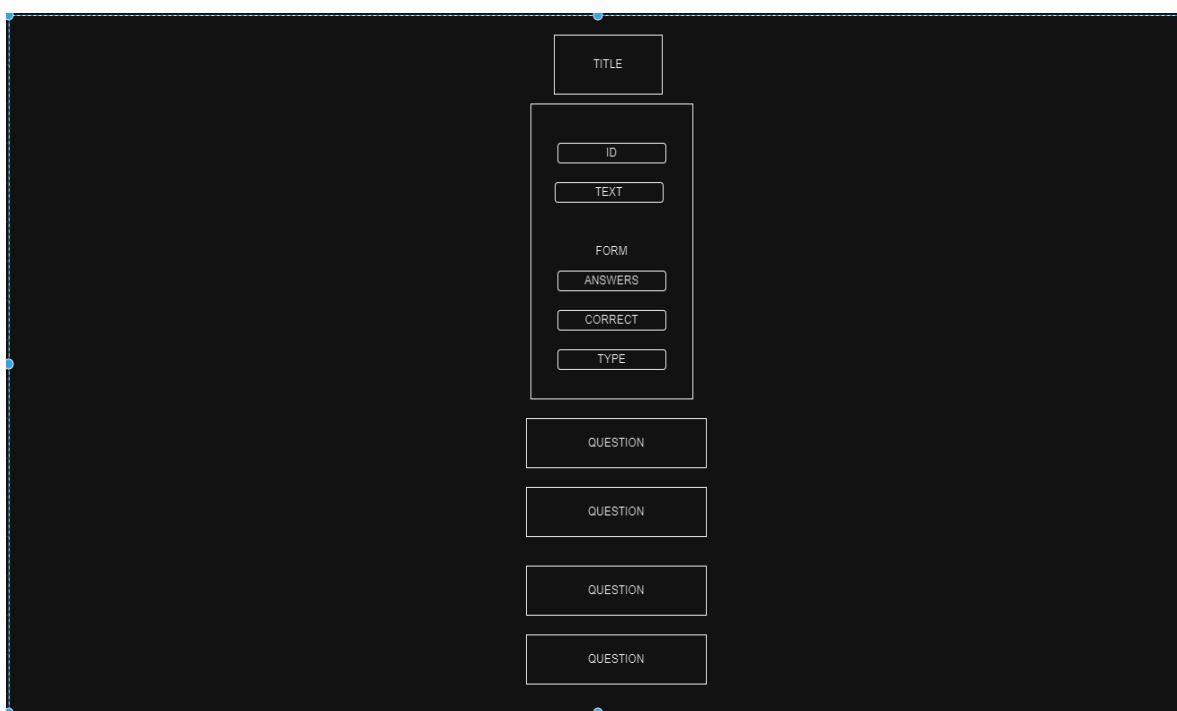 TITLE
ID
TEXT
FORM
ANSWERS
CORRECT
TYPE
QUESTION
QUESTION
QUESTION
QUESTION